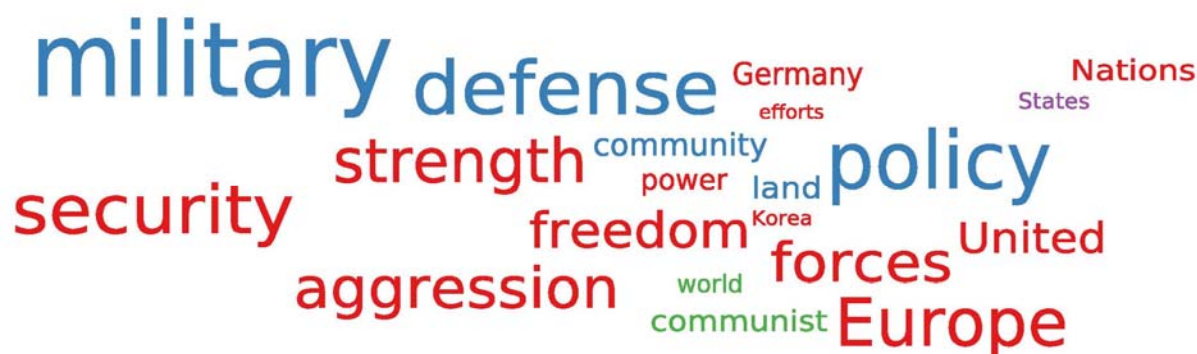 military
defense
Germany
Nations
States
efforts
strength
community
policy
power
land
security
freedom
Korea
United
forces
aggression
world
communist
Europe